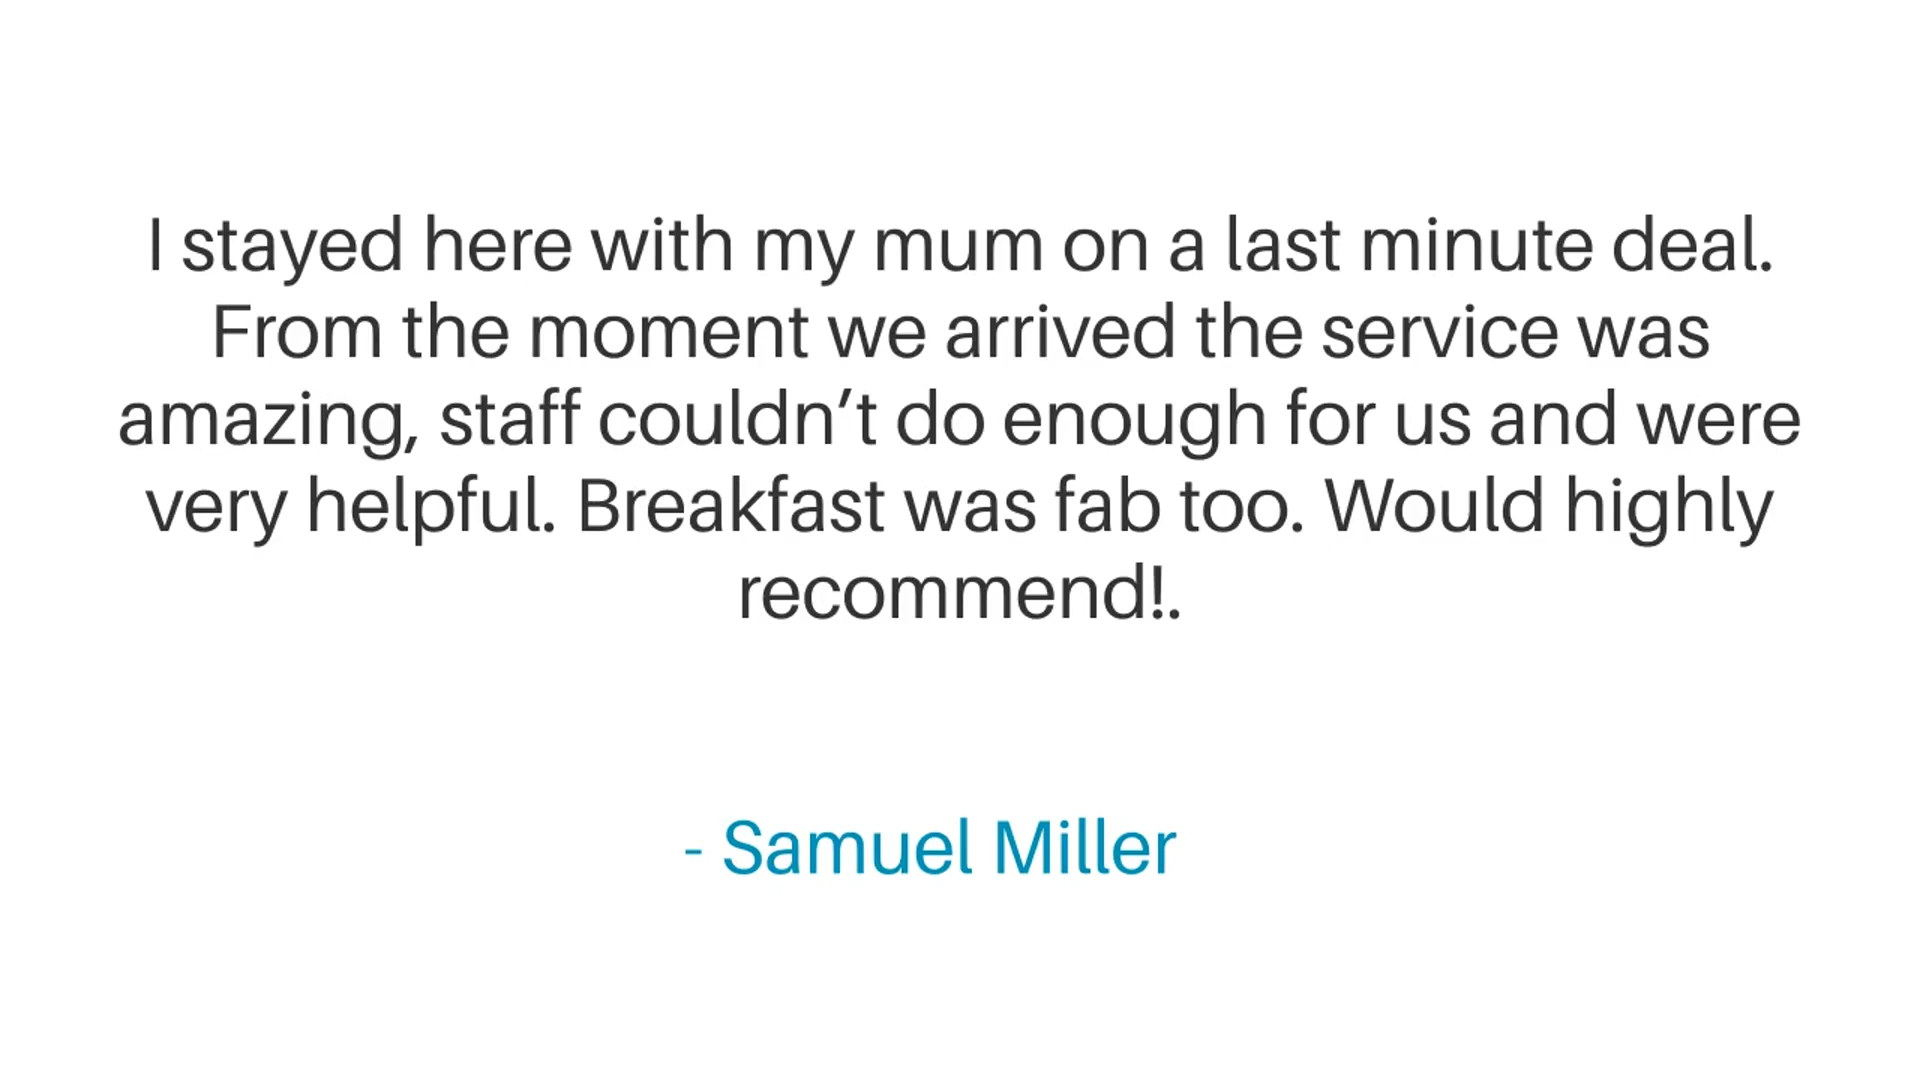 I stayed here with my mum on a last minute deal.
From the moment we arrived the service was
amazing, staff couldn’t do enough for us and were
very helpful. Breakfast was fab too. Would highly
recommend!.
- Samuel Miller